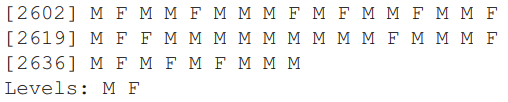 [2602] M F M M F M M M F M F M M F M M F
[2619] M F F M M M M M M M M M F M M M F
[2636] M F M F M F M M M
Levels: M F